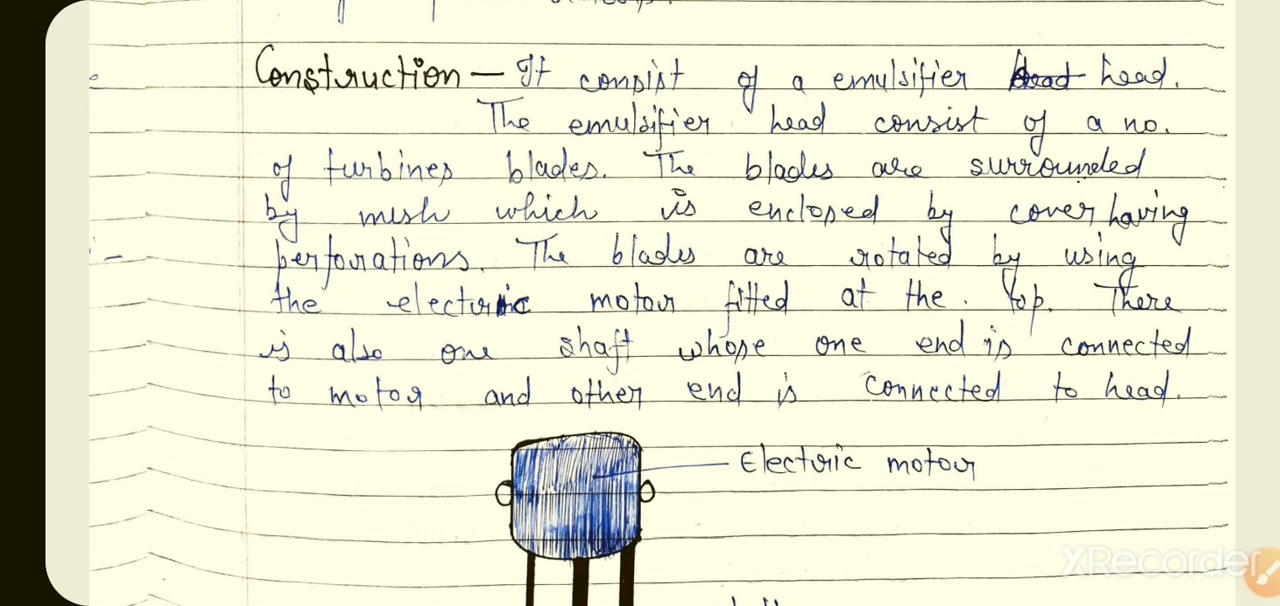 Construction – It consist of a emulsifier head.
The emulsifier head consist of a no.
of turbines blades. The blades are surrounded
by mesh which is enclosed by cover having
perforations. The blades are rotated by using
the electric motor fitted at the. top. There
is also one shaft whose one end is connected
to motor and other end is connected to head.
Electric motor
XRecorder